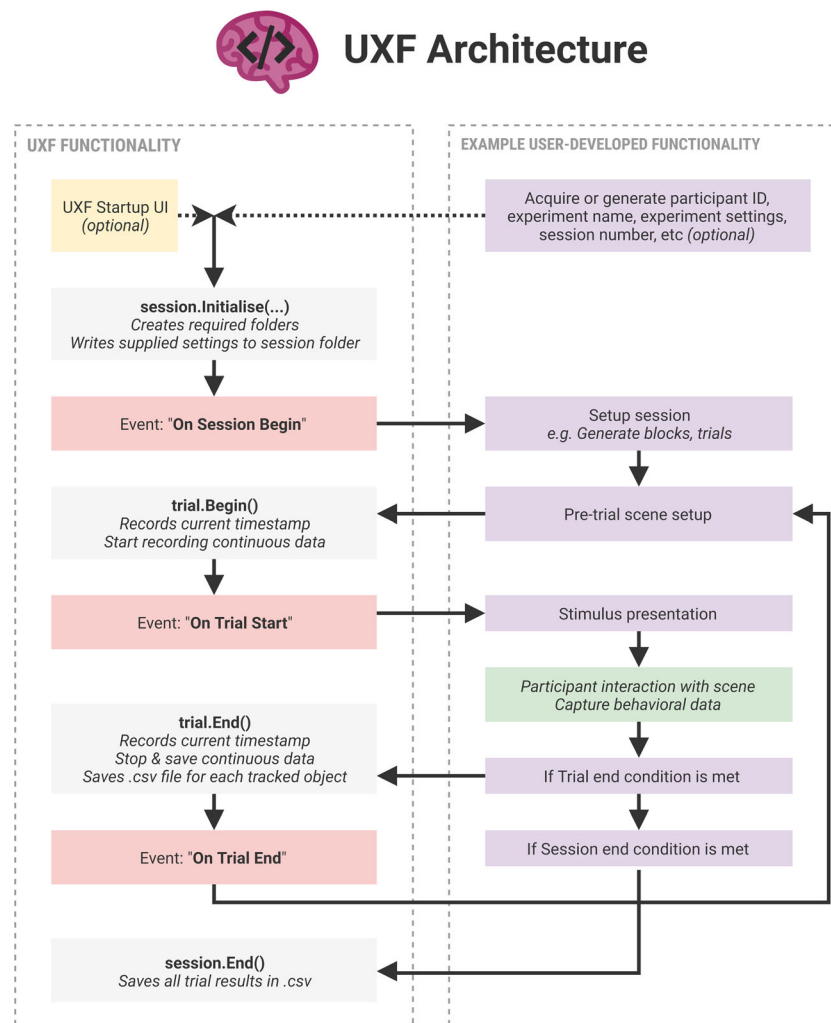 </>
UXF Architecture
UXF FUNCTIONALITY
EXAMPLE USER-DEVELOPED FUNCTIONALITY
UXF Startup UI
(optional)
Acquire or generate participant ID,
experiment name, experiment settings,
session number, etc (optional)
session.Initialise(...)
Creates required folders
Writes supplied settings to session folder
Event: "On Session Begin"
Setup session
e.g. Generate blocks, trials
trial.Begin()
Records current timestamp
Start recording continuous data
Pre-trial scene setup
Event: "On Trial Start"
Stimulus presentation
Participant interaction with scene
Capture behavioral data
trial.End()
Records current timestamp
Stop & save continuous data
Saves .csv file for each tracked object
If Trial end condition is met
Event: "On Trial End"
If Session end condition is met
session.End()
Saves all trial results in .csv